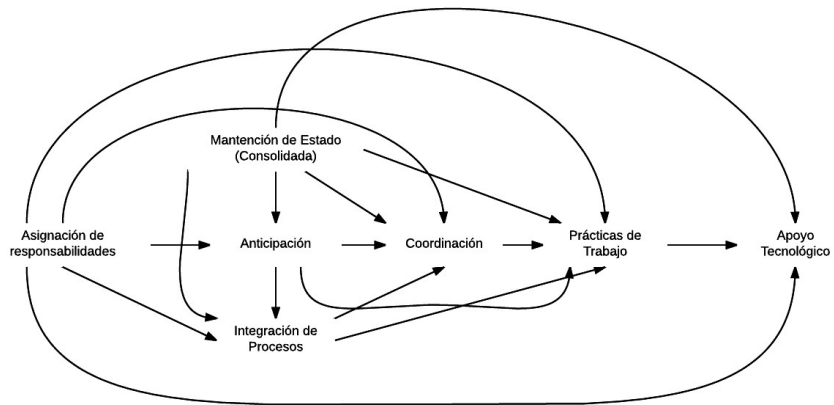 Mantención de Estado
(Consolidada)
Asignación de
responsabilidades
Anticipación
Coordinación
Prácticas de
Trabajo
Apoyo
Tecnológico
Integración de
Procesos